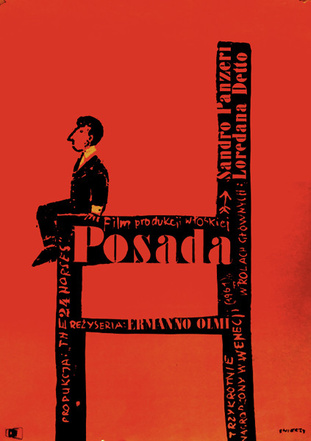 Film produkcji włoskiej
Posada
REŻYSERIA: ERMANNO OLMI
PRODUKCJA: THE 24 HORSES
TRZYKROTNIE
NAGRODZONY W WENECJI (1961)
W ROLACH GŁÓWNYCH:
Sandro Panzeri
Loredana Detto